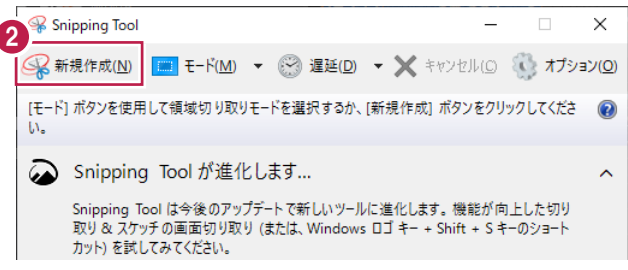 Snipping Tool
2
新規作成(N) モード(M) 遅延(D) キャンセル(C) オプション(O)
[モード] ボタンを使用して領域切り取りモードを選択するか、[新規作成] ボタンをクリックしてくださ
い。
Snipping Tool が進化します...
Snipping Tool は今後のアップデートで新しいツールに進化します。機能が向上した切り
取り & スケッチの画面切り取り (または、Windows ロゴ キー + Shift + S キーのショート
カット) を試してみてください。